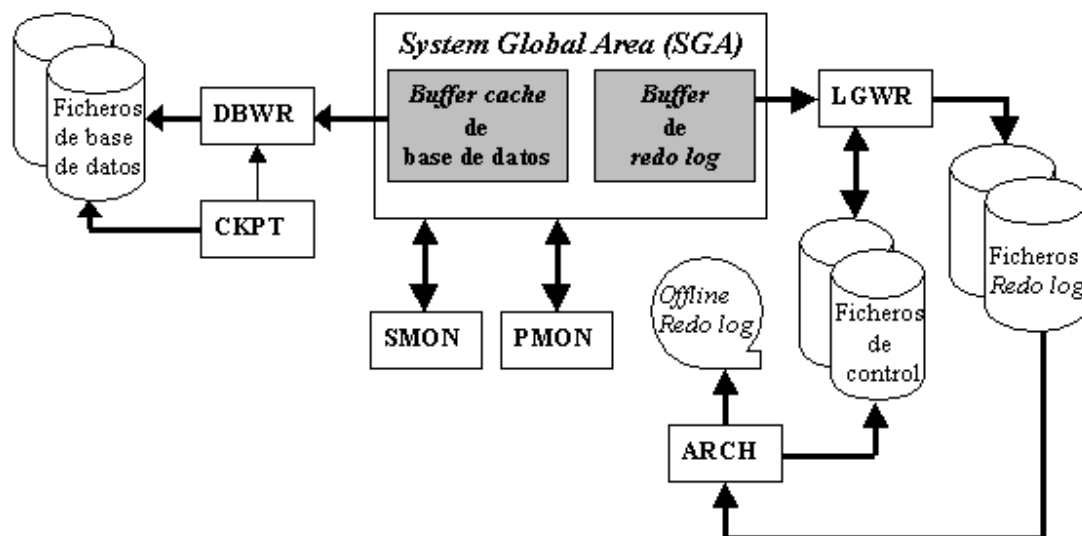 System Global Area (SGA)
Buffer cache
de
base de datos
Buffer
de
redo log
Ficheros
de base
de datos
DBWR
LGWR
CKPT
SMON
PMON
Offline
Redo log
Ficheros
de
control
Ficheros
Redo log
ARCH